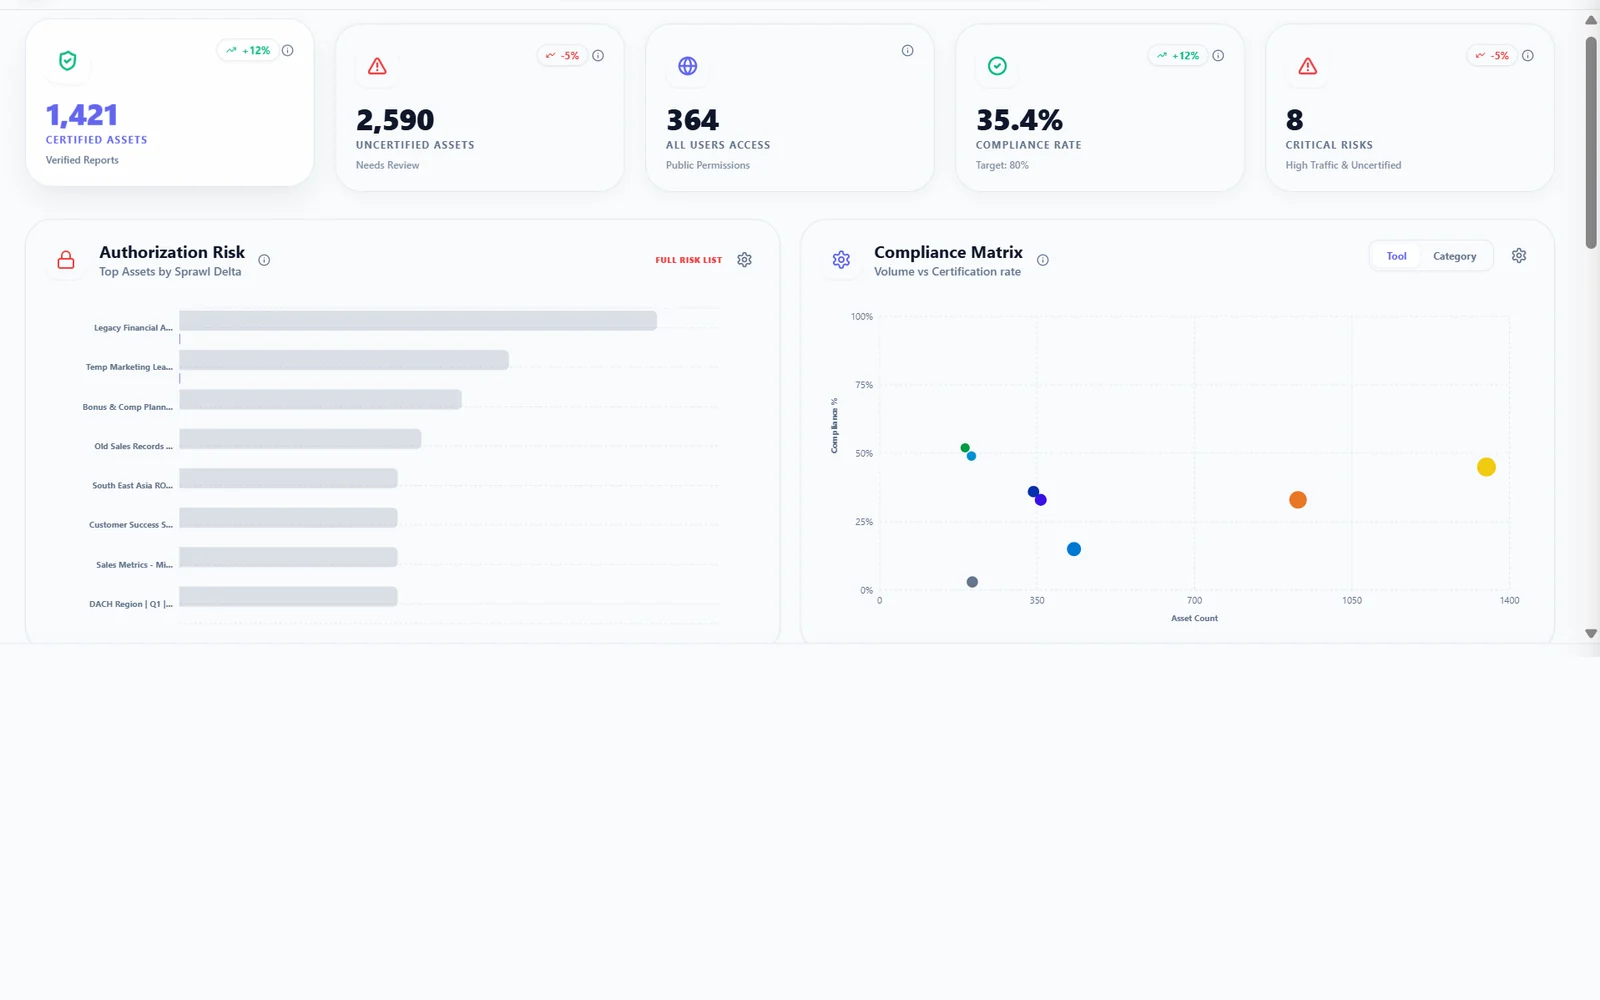 +12%
1,421
CERTIFIED ASSETS
Verified Reports
-5%
2,590
UNCERTIFIED ASSETS
Needs Review
364
ALL USERS ACCESS
Public Permissions
+12%
35.4%
COMPLIANCE RATE
Target: 80%
-5%
8
CRITICAL RISKS
High Traffic & Uncertified
Authorization Risk
Top Assets by Sprawl Delta
FULL RISK LIST
Legacy Financial A...
Temp Marketing Lea...
Bonus & Comp Plann...
Old Sales Records ...
South East Asia RO...
Customer Success S...
Sales Metrics - Mi...
DACH Region | Q1 |...
Compliance Matrix
Volume vs Certification rate
Tool
Category
Compliance %
100%
75%
50%
25%
0%
0
350
700
1050
1400
Asset Count